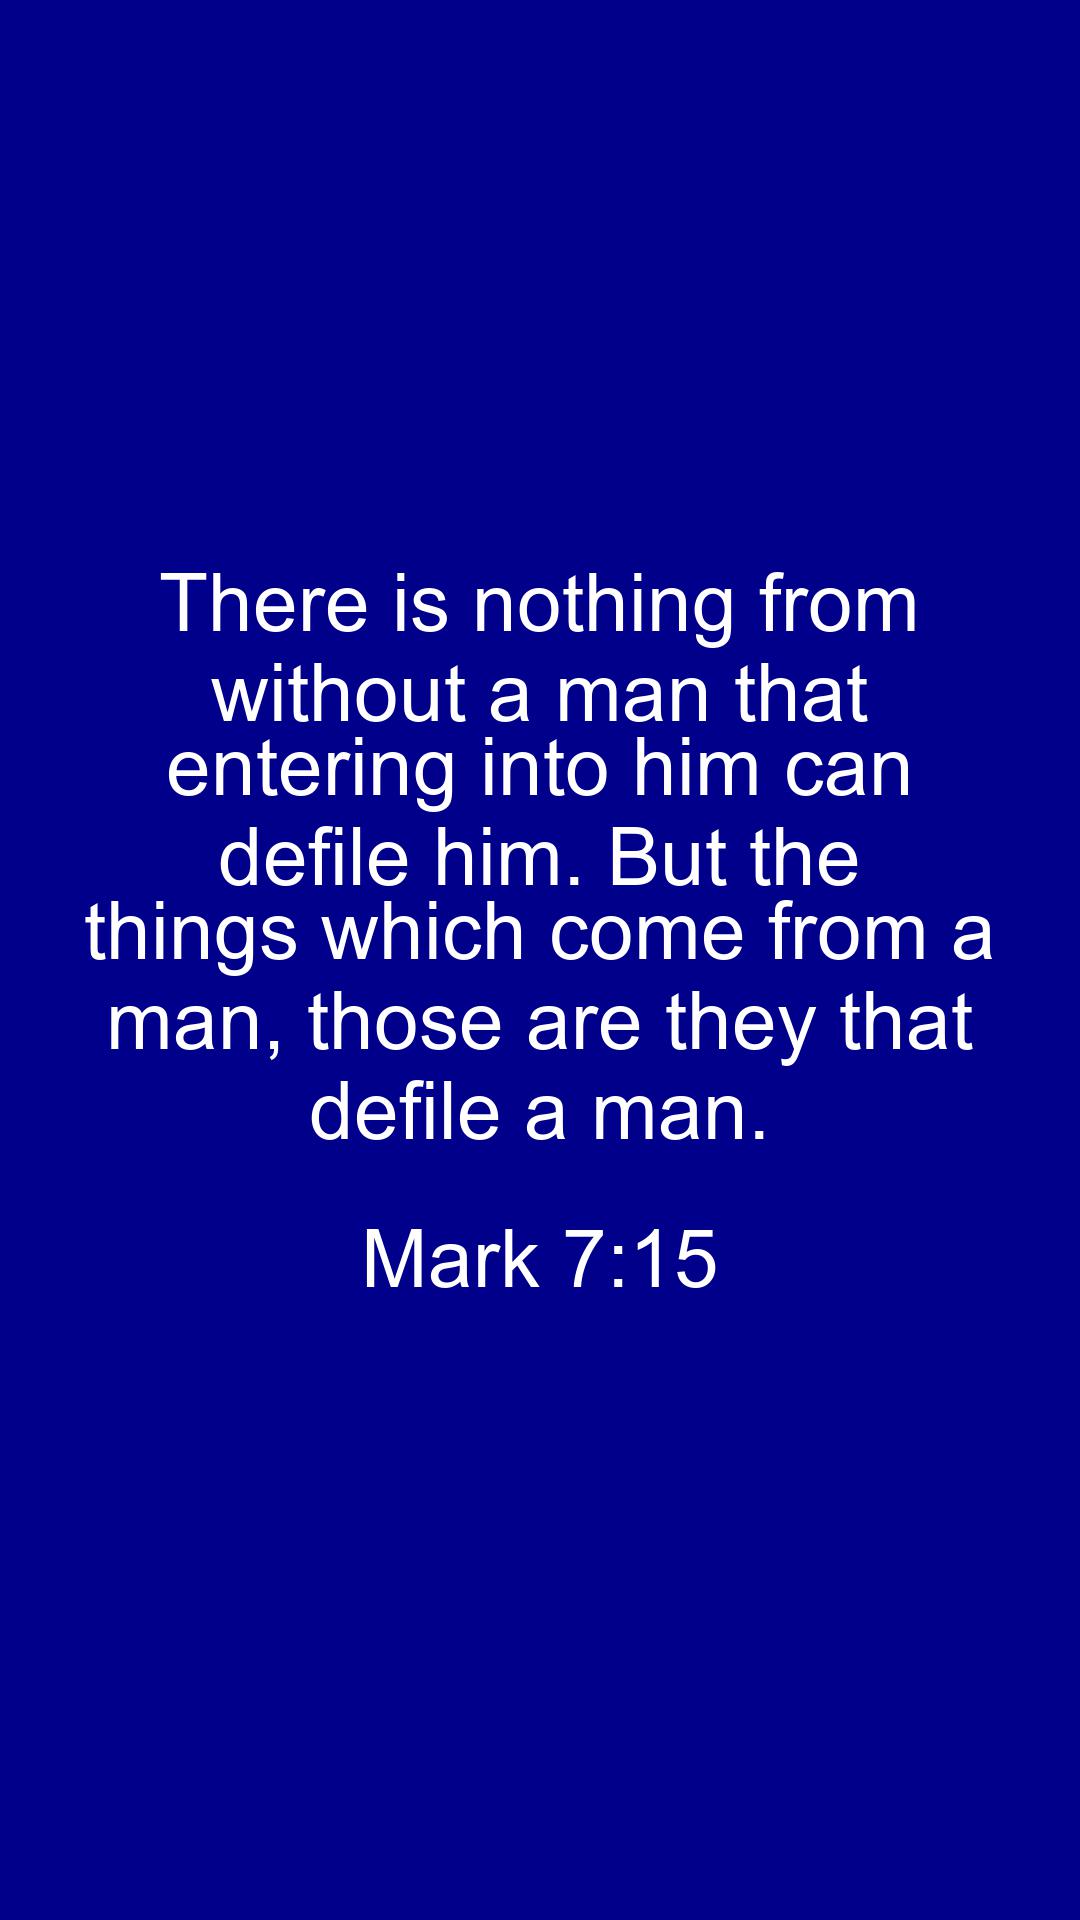 There is nothing from
without a man that
entering into him can
defile him. But the
things which come from a
man, those are they that
defile a man.
Mark 7:15